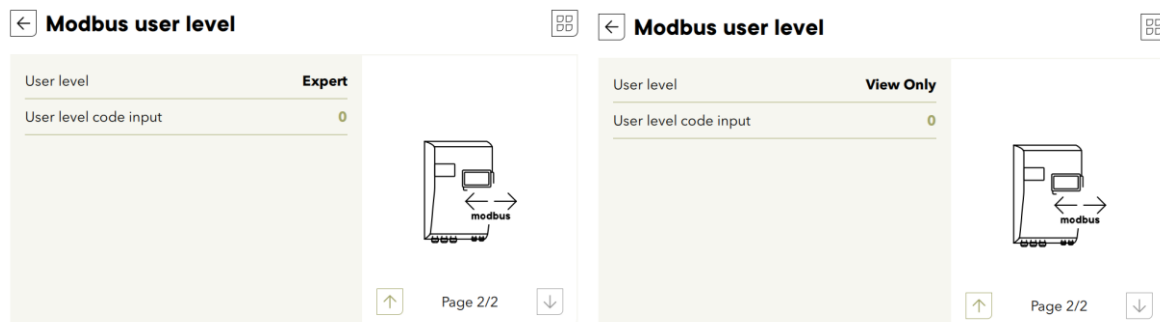 Modbus user level
User level Expert
User level code input 0
modbus
Page 2/2
Modbus user level
User level View Only
User level code input 0
modbus
Page 2/2